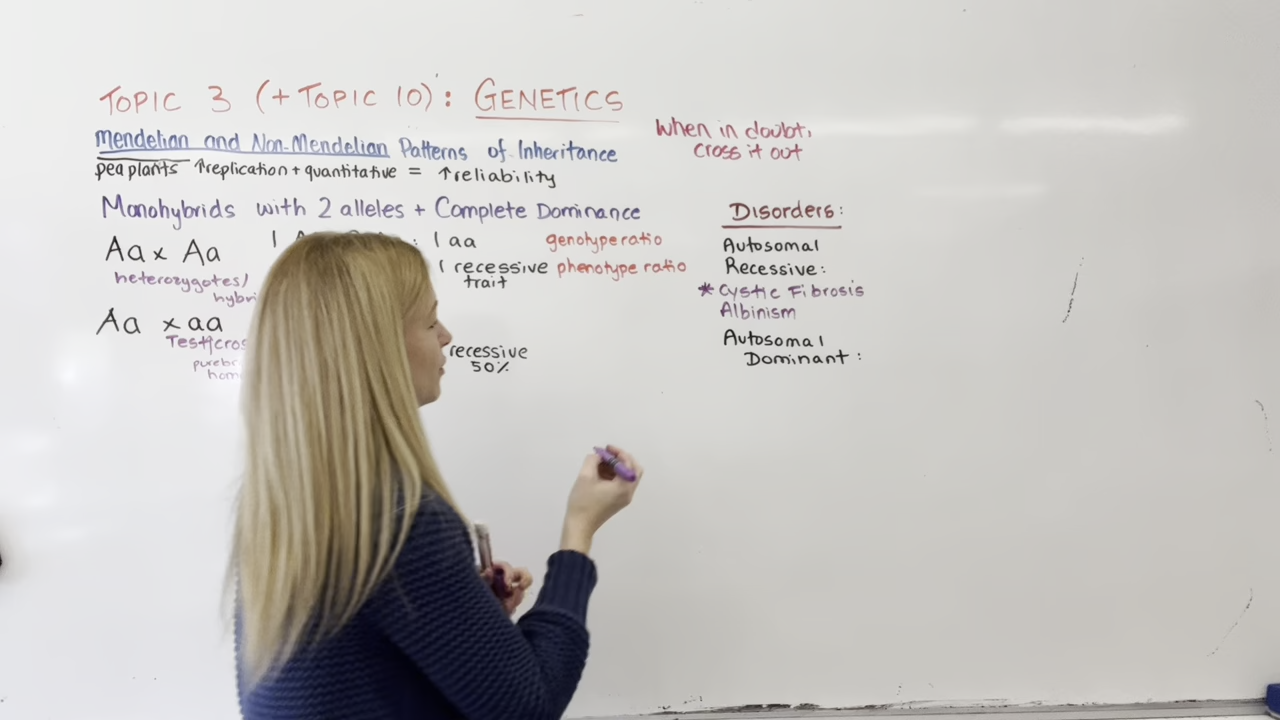 TOPIC 3 (+ TOPIC 10): GENETICS
When in doubt,
cross it out
Mendelian and Non-Mendelian Patterns of Inheritance
pea plants ↑replication + quantitative = ↑reliability
Monohybrids with 2 alleles + Complete Dominance
Aa x Aa
: 1 aa genotype ratio
heterozygotes/
1 recessive phenotype ratio
trait
Aa x aa
recessive
50%
Disorders:
Autosomal
Recessive:
* Cystic Fibrosis
Albinism
Autosomal
Dominant: